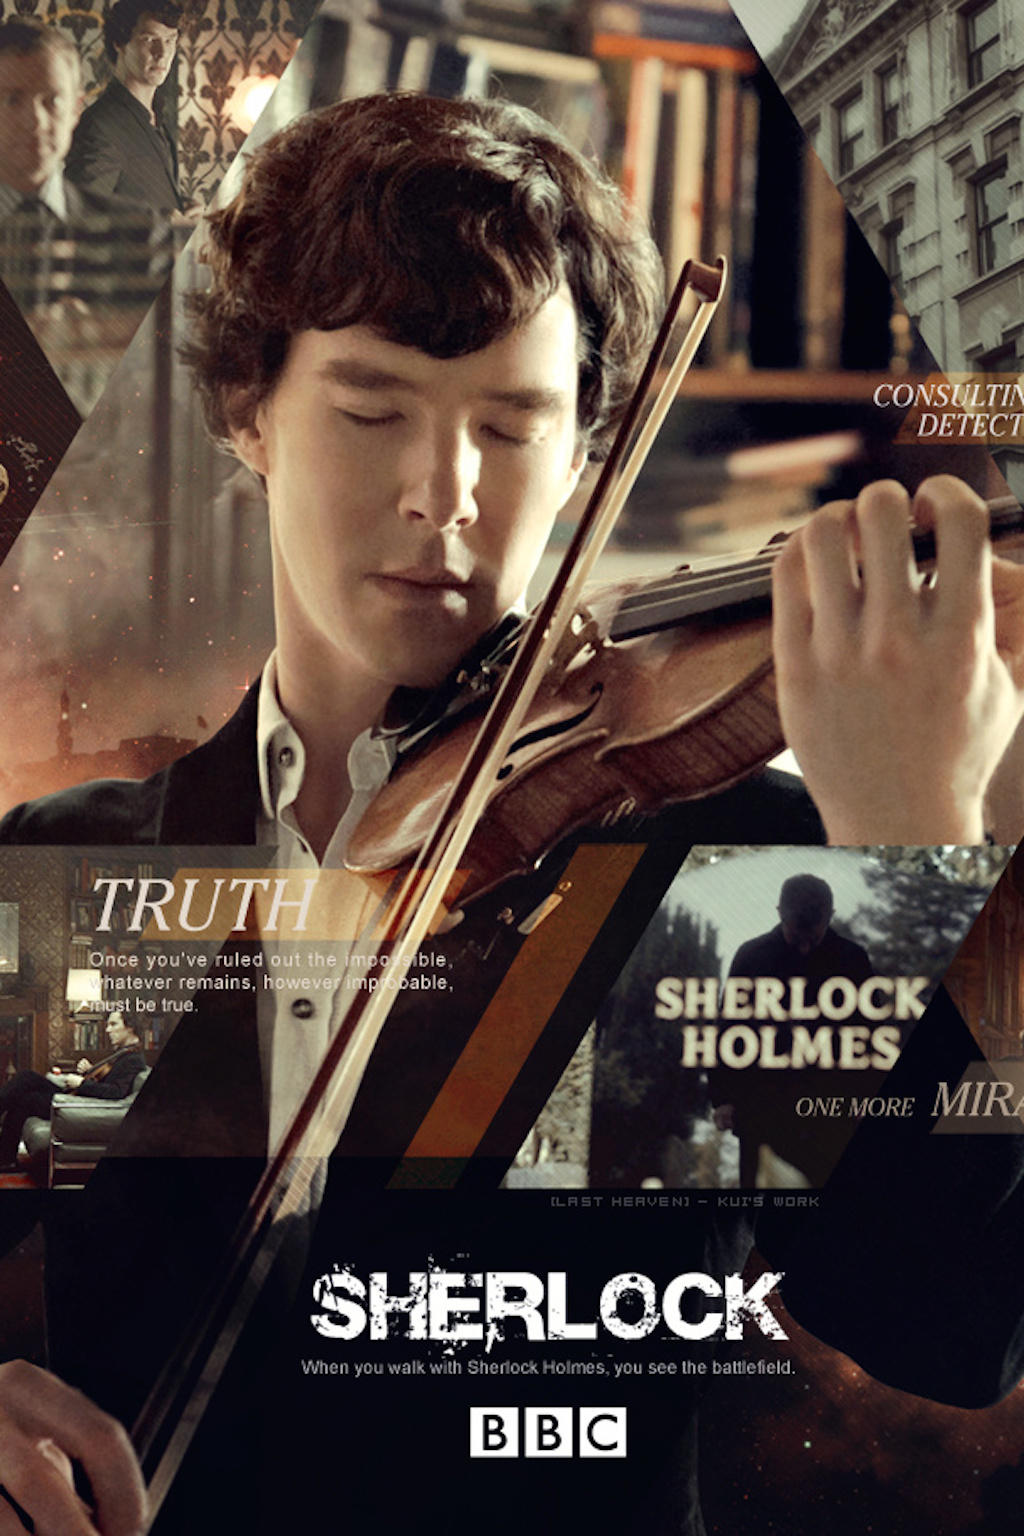 CONSULTIN
DETECT
TRUTH
Once you've ruled out the impossible,
whatever remains, however improbable,
must be true.
SHERLOCK
HOLMES
ONE MORE MIRA
[LAST HEAVEN] - KUI'S WORK
SHERLOCK
When you walk with Sherlock Holmes, you see the battlefield.
BBC